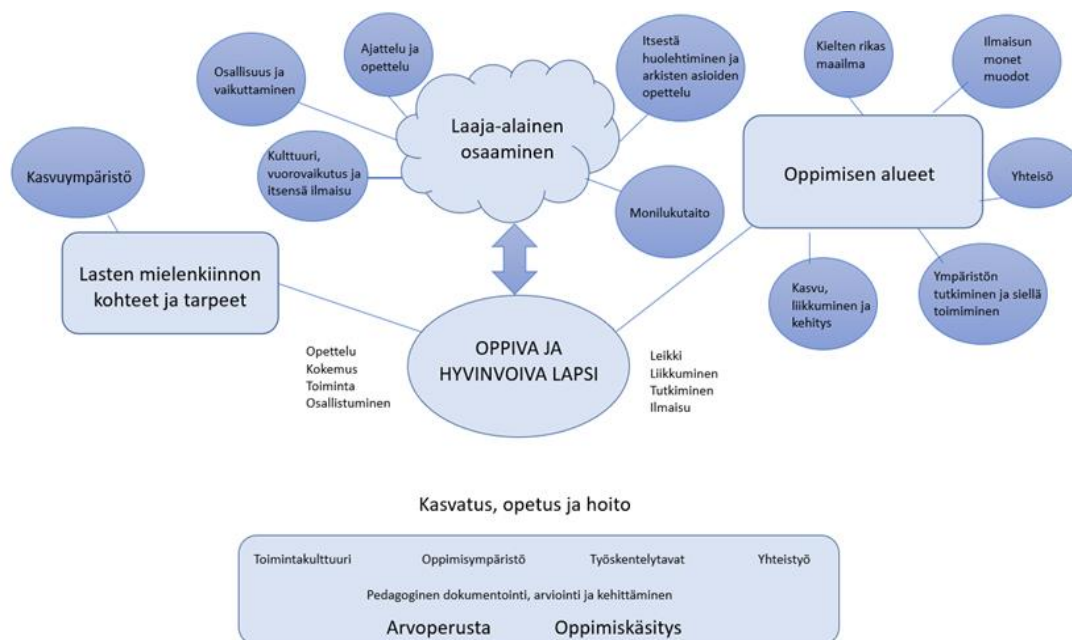 Ajattelu ja
opettelu
Osallisuus ja
vaikuttaminen
Kulttuuri,
vuorovaikutus ja
itsensä ilmaisu
Laaja-alainen
osaaminen
Itsestä
huolehtiminen ja
arkisten asioiden
opettelu
Monilukutaito
Kielten rikas
maailma
Ilmaisun
monet
muodot
Oppimisen alueet
Yhteisö
Kasvu,
liikkuminen ja
kehitys
Ympäristön
tutkiminen ja siellä
toimiminen
Kasvuympäristö
Lasten mielenkiinnon
kohteet ja tarpeet
Opettelu
Kokemus
Toiminta
Osallistuminen
OPPIVA JA
HYVINVOIVA LAPSI
Leikki
Liikkuminen
Tutkiminen
Ilmaisu
Kasvatus, opetus ja hoito
Toimintakulttuuri Oppimisympäristö Työskentelytavat Yhteistyö
Pedagoginen dokumentointi, arviointi ja kehittäminen
Arvoperusta Oppimiskäsitys